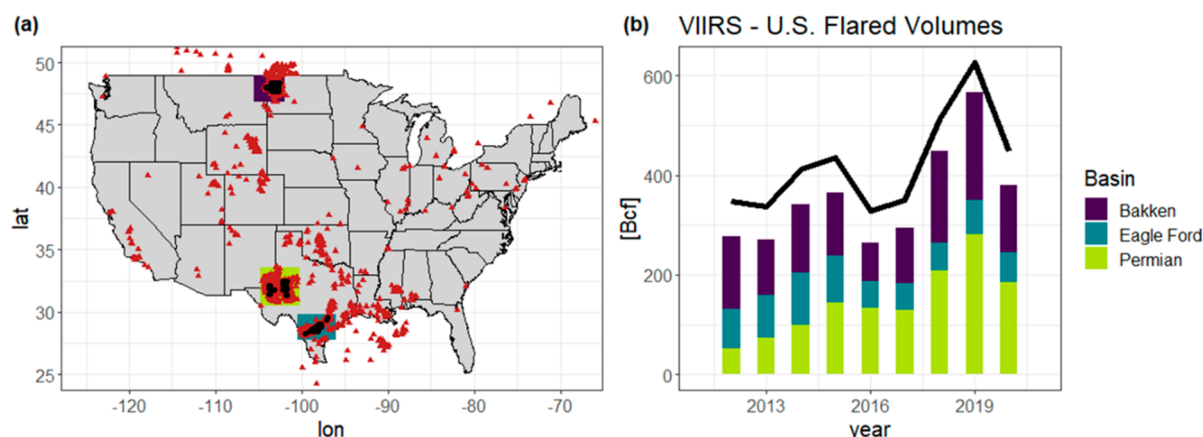 (a)
50
45
40
35
30
25
lat
-120
-110
-100
-90
-80
-70
lon
(b) VIIRS - U.S. Flared Volumes
600
400
200
0
[Bcf]
2013
2016
2019
year
Basin
Bakken
Eagle Ford
Permian